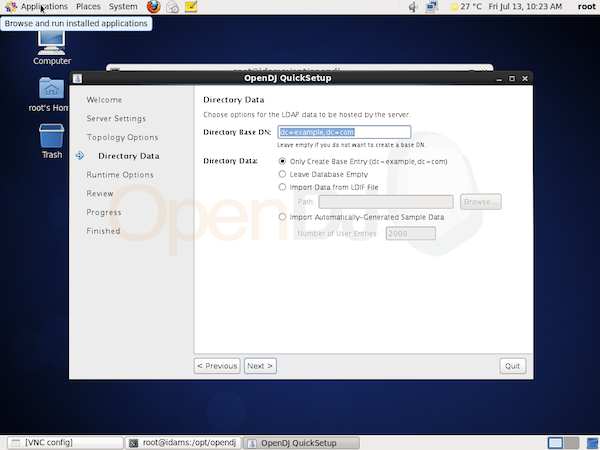 Applications Places System 27 °C Fri Jul 13, 10:23 AM root
Browse and run installed applications
Computer
root's Hom
Trash
OpenDJ QuickSetup
Welcome
Server Settings
Topology Options
Directory Data
Runtime Options
Review
Progress
Finished
Directory Data
Choose options for the LDAP data to be hosted by the server.
Directory Base DN: dc=example,dc=com
Leave empty if you do not want to create a base DN.
Directory Data: Only Create Base Entry (dc=example,dc=com)
Leave Database Empty
Import Data from LDIF File
Path: Browse...
Import Automatically-Generated Sample Data
Number of User Entries: 2000
OpenDJ
< Previous Next > Quit
[VNC config] root@idams:/opt/opendj OpenDJ QuickSetup